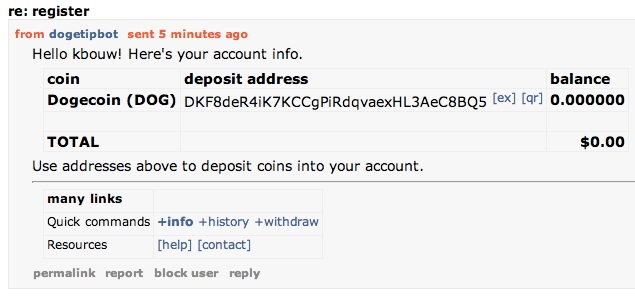 re: register
from dogetipbot sent 5 minutes ago
Hello kbouw! Here's your account info.
coin deposit address balance
Dogecoin (DOG) DKF8deR4iK7KCCgPiRdqvaexHL3AeC8BQ5 [ex] [qr] 0.000000
TOTAL $0.00
Use addresses above to deposit coins into your account.
many links
Quick commands +info +history +withdraw
Resources [help] [contact]
permalink report block user reply